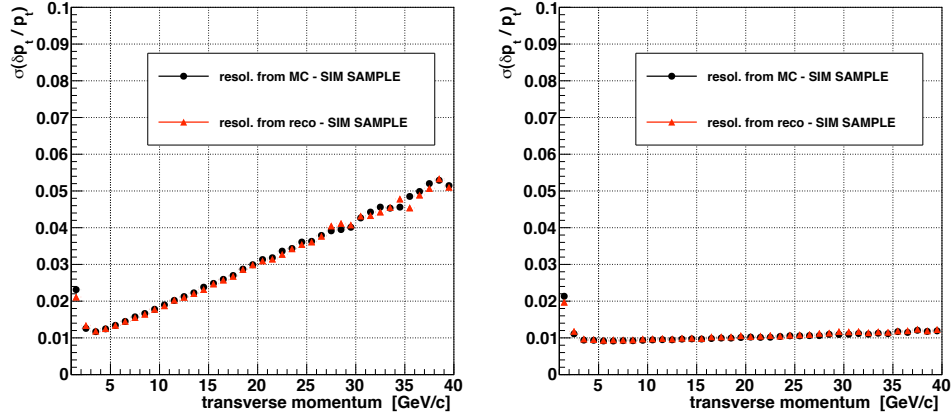 σ(δp_t / p_t)
0.1
0.09
0.08
0.07
0.06
0.05
0.04
0.03
0.02
0.01
0
resol. from MC - SIM SAMPLE
resol. from reco - SIM SAMPLE
5 10 15 20 25 30 35 40
transverse momentum [GeV/c]
σ(δp_t / p_t)
0.1
0.09
0.08
0.07
0.06
0.05
0.04
0.03
0.02
0.01
0
resol. from MC - SIM SAMPLE
resol. from reco - SIM SAMPLE
5 10 15 20 25 30 35 40
transverse momentum [GeV/c]